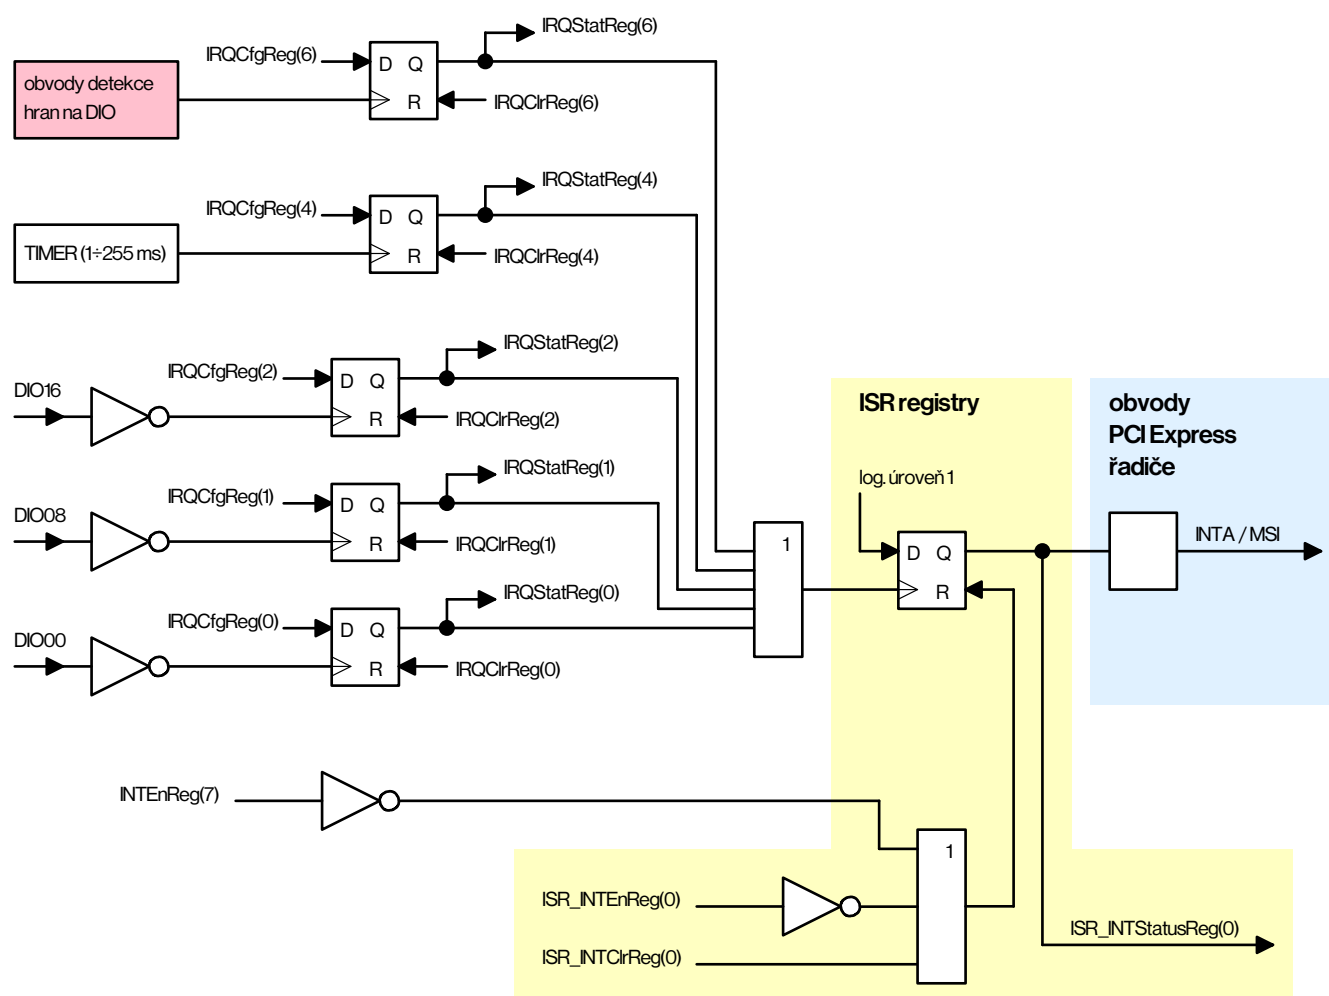 IRQStatReg(6)
IRQCfgReg(6)
D Q
R
IRQClrReg(6)
obvody detekce
hran na DIO
IRQStatReg(4)
IRQCfgReg(4)
D Q
R
IRQClrReg(4)
TIMER (1÷255 ms)
IRQStatReg(2)
IRQCfgReg(2)
D Q
R
IRQClrReg(2)
DIO16
IRQStatReg(1)
IRQCfgReg(1)
D Q
R
IRQClrReg(1)
DIO08
IRQStatReg(0)
IRQCfgReg(0)
D Q
R
IRQClrReg(0)
DIO00
1
ISR registry
log. úroveň 1
D Q
R
obvody
PCI Express
řadiče
INTA / MSI
INTEnReg(7)
1
ISR_INTEnReg(0)
ISR_INTClrReg(0)
ISR_INTStatusReg(0)